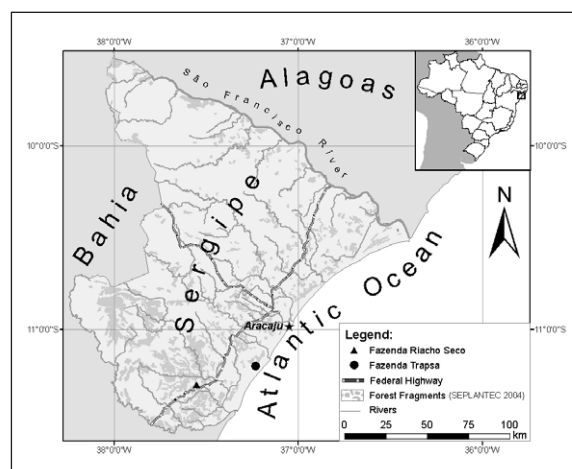 38°0'0"W
37°0'0"W
36°0'0"W
Alagoas
São Francisco River
10°0'0"S
10°0'0"S
Bahia
Sergipe
N
Atlantic Ocean
Aracaju
11°0'0"S
11°0'0"S
Legend:
Fazenda Riacho Seco
Fazenda Trapsa
Federal Highway
Forest Fragments (SEPLANTEC 2004)
Rivers
0 25 50 75 100
km
38°0'0"W
37°0'0"W
36°0'0"W